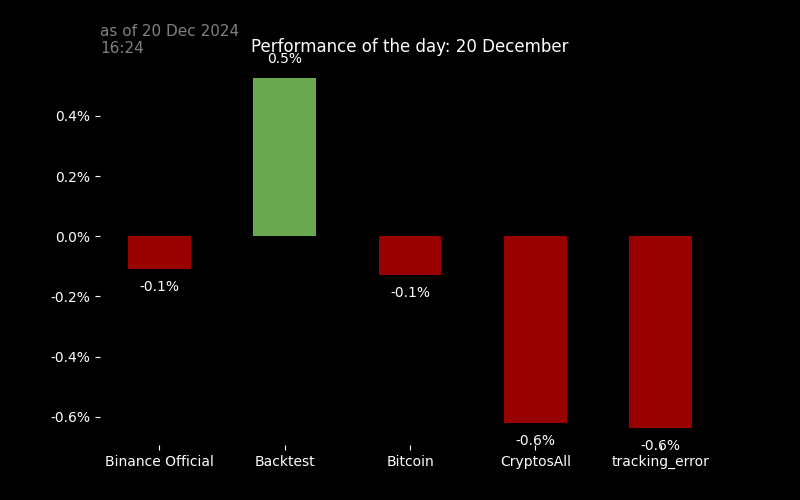 as of 20 Dec 2024
16:24
Performance of the day: 20 December
0.5%
0.4%
0.2%
0.0%
-0.2%
-0.4%
-0.6%
-0.1%
-0.1%
-0.6%
-0.6%
Binance Official
Backtest
Bitcoin
CryptosAll
tracking_error